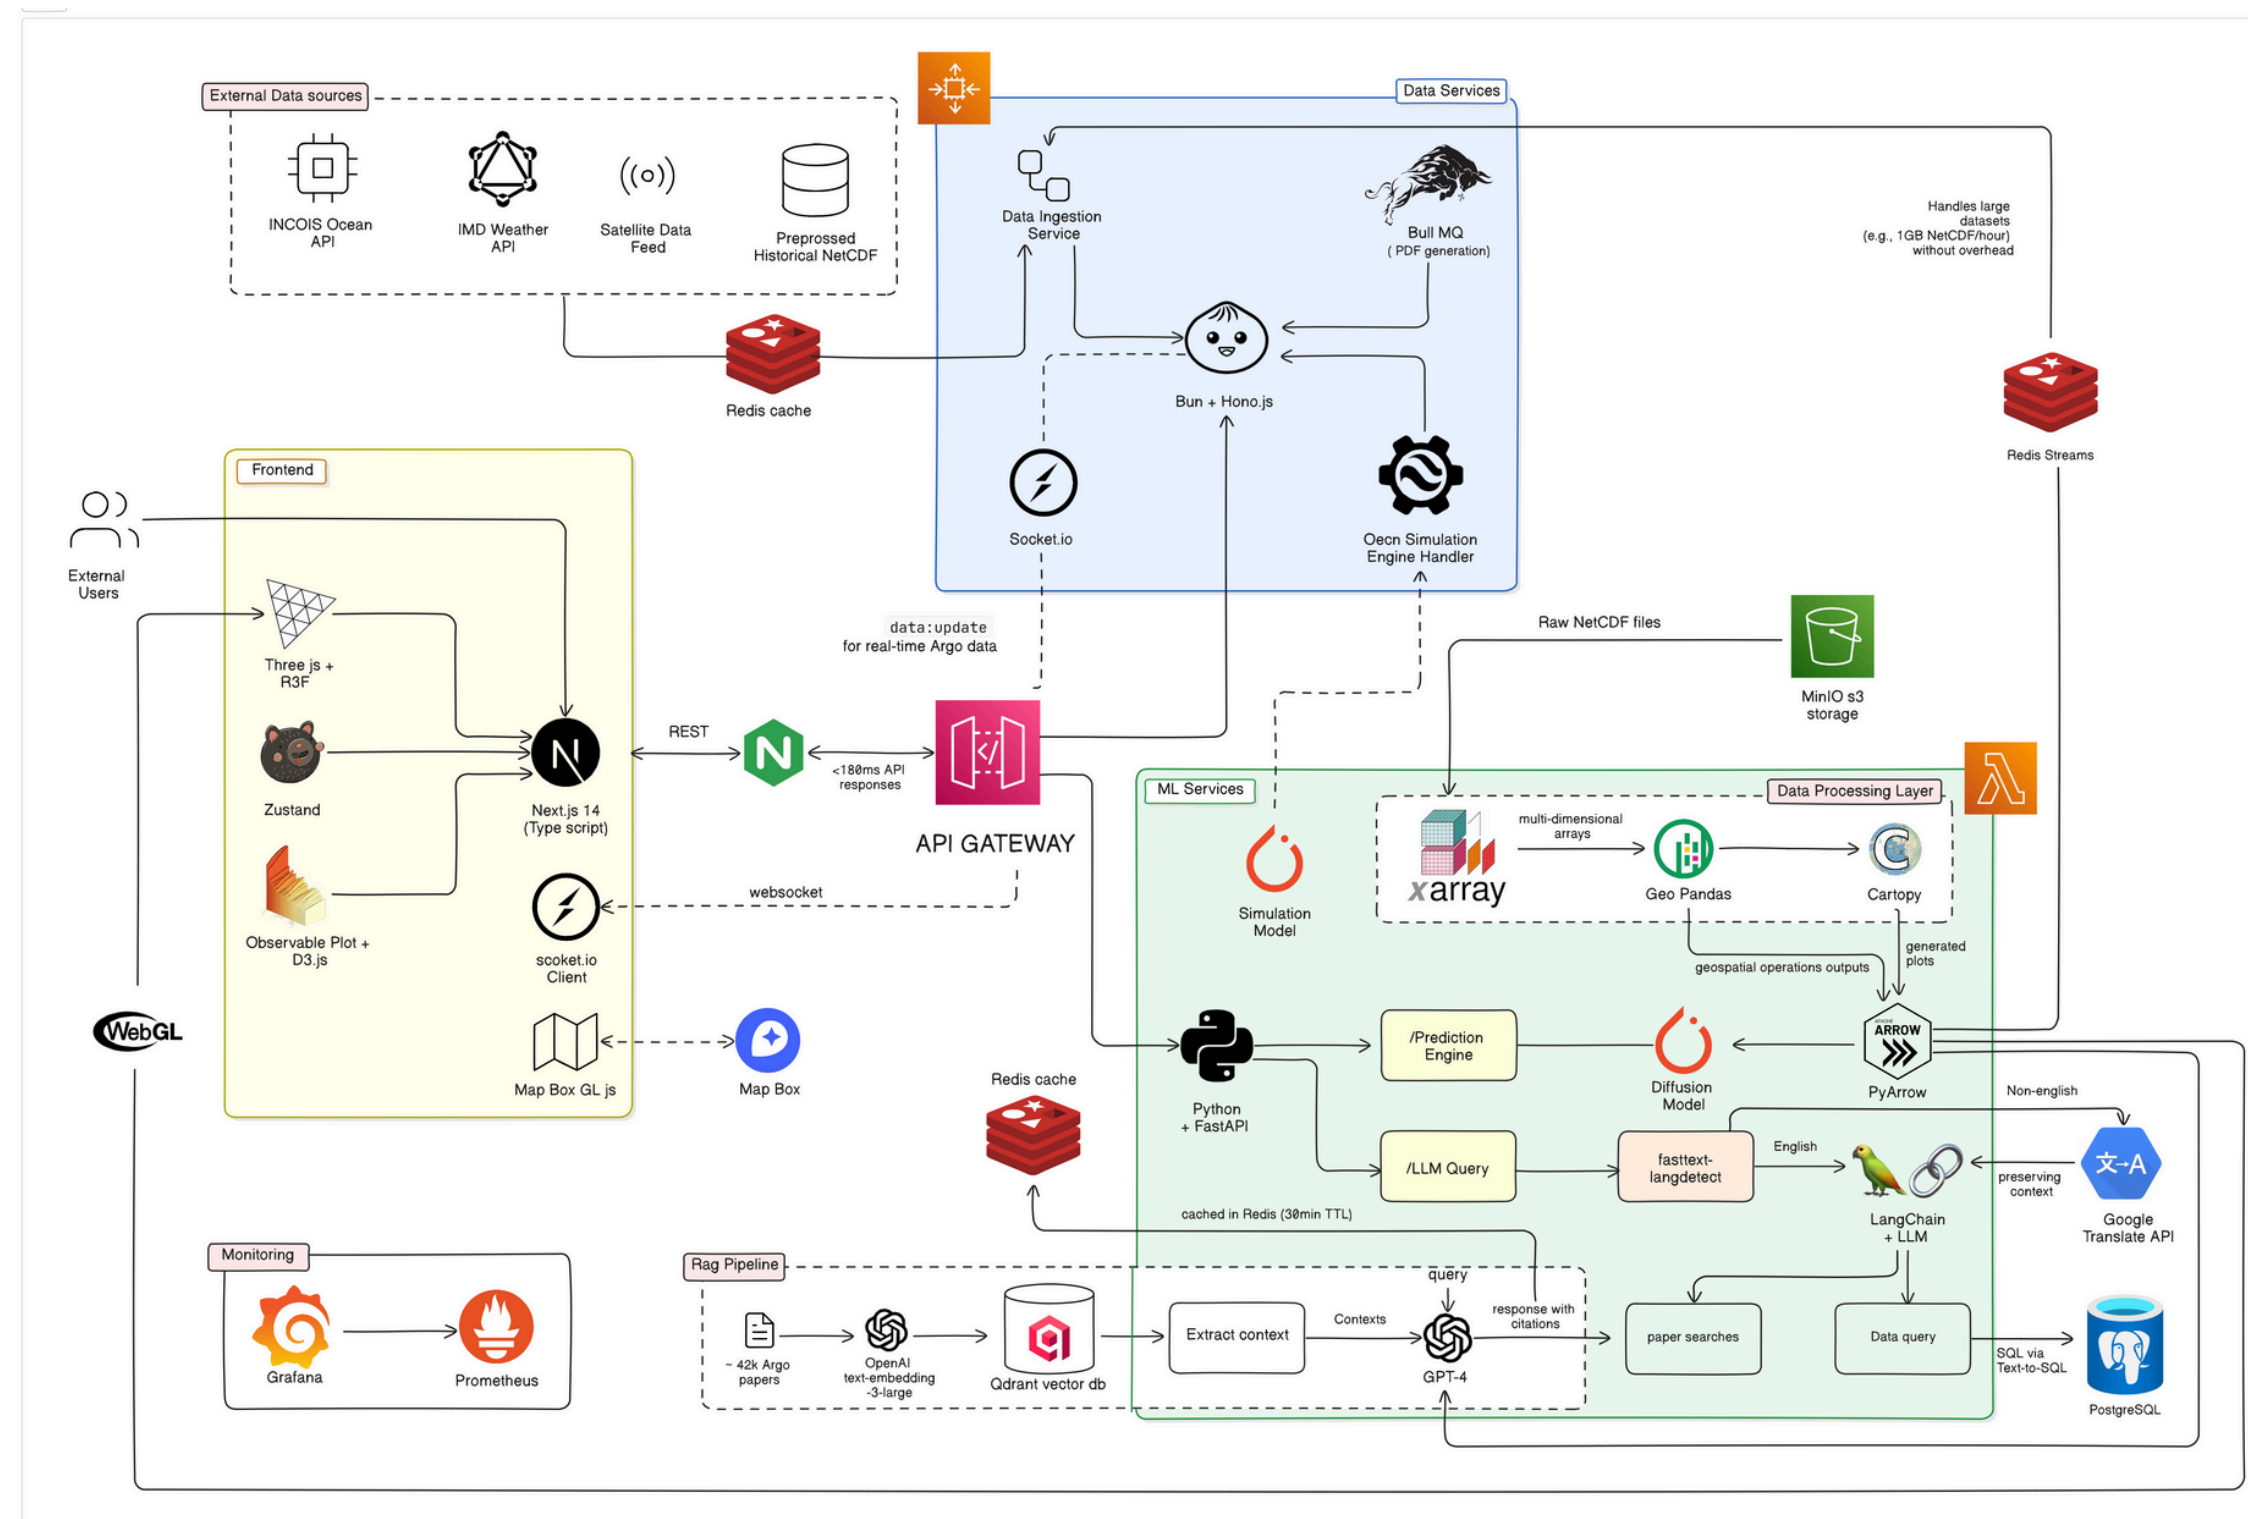 External Data sources
INCOIS Ocean
API
IMD Weather
API
Satellite Data
Feed
Preprossed
Historical NetCDF
Redis cache
Data Services
Data Ingestion
Service
Bull MQ
( PDF generation)
Bun + Hono.js
Socket.io
Oecn Simulation
Engine Handler
Handles large
datasets
(e.g., 1GB NetCDF/hour)
without overhead
Redis Streams
Frontend
External
Users
Three js +
R3F
Zustand
Observable Plot +
D3.js
N
Next.js 14
(Type script)
scoket.io
Client
Map Box GL js
Map Box
WebGL
REST
N
<180ms API
responses
data:update
for real-time Argo data
</>
API GATEWAY
websocket
Raw NetCDF files
MinIO s3
storage
ML Services
Data Processing Layer
Simulation
Model
xarray
multi-dimensional
arrays
Geo Pandas
C
Cartopy
geospatial operations outputs
generated
plots
Python
+ FastAPI
/Prediction
Engine
Diffusion
Model
APACHE
ARROW
PyArrow
Non-english
/LLM Query
fasttext-
langdetect
English
LangChain
+ LLM
preserving
context
文→A
Google
Translate API
Redis cache
cached in Redis (30min TTL)
Monitoring
Grafana
Prometheus
Rag Pipeline
~ 42k Argo
papers
OpenAI
text-embedding
-3-large
Qdrant vector db
Extract context
Contexts
query
GPT-4
response with
citations
paper searches
Data query
SQL via
Text-to-SQL
PostgreSQL